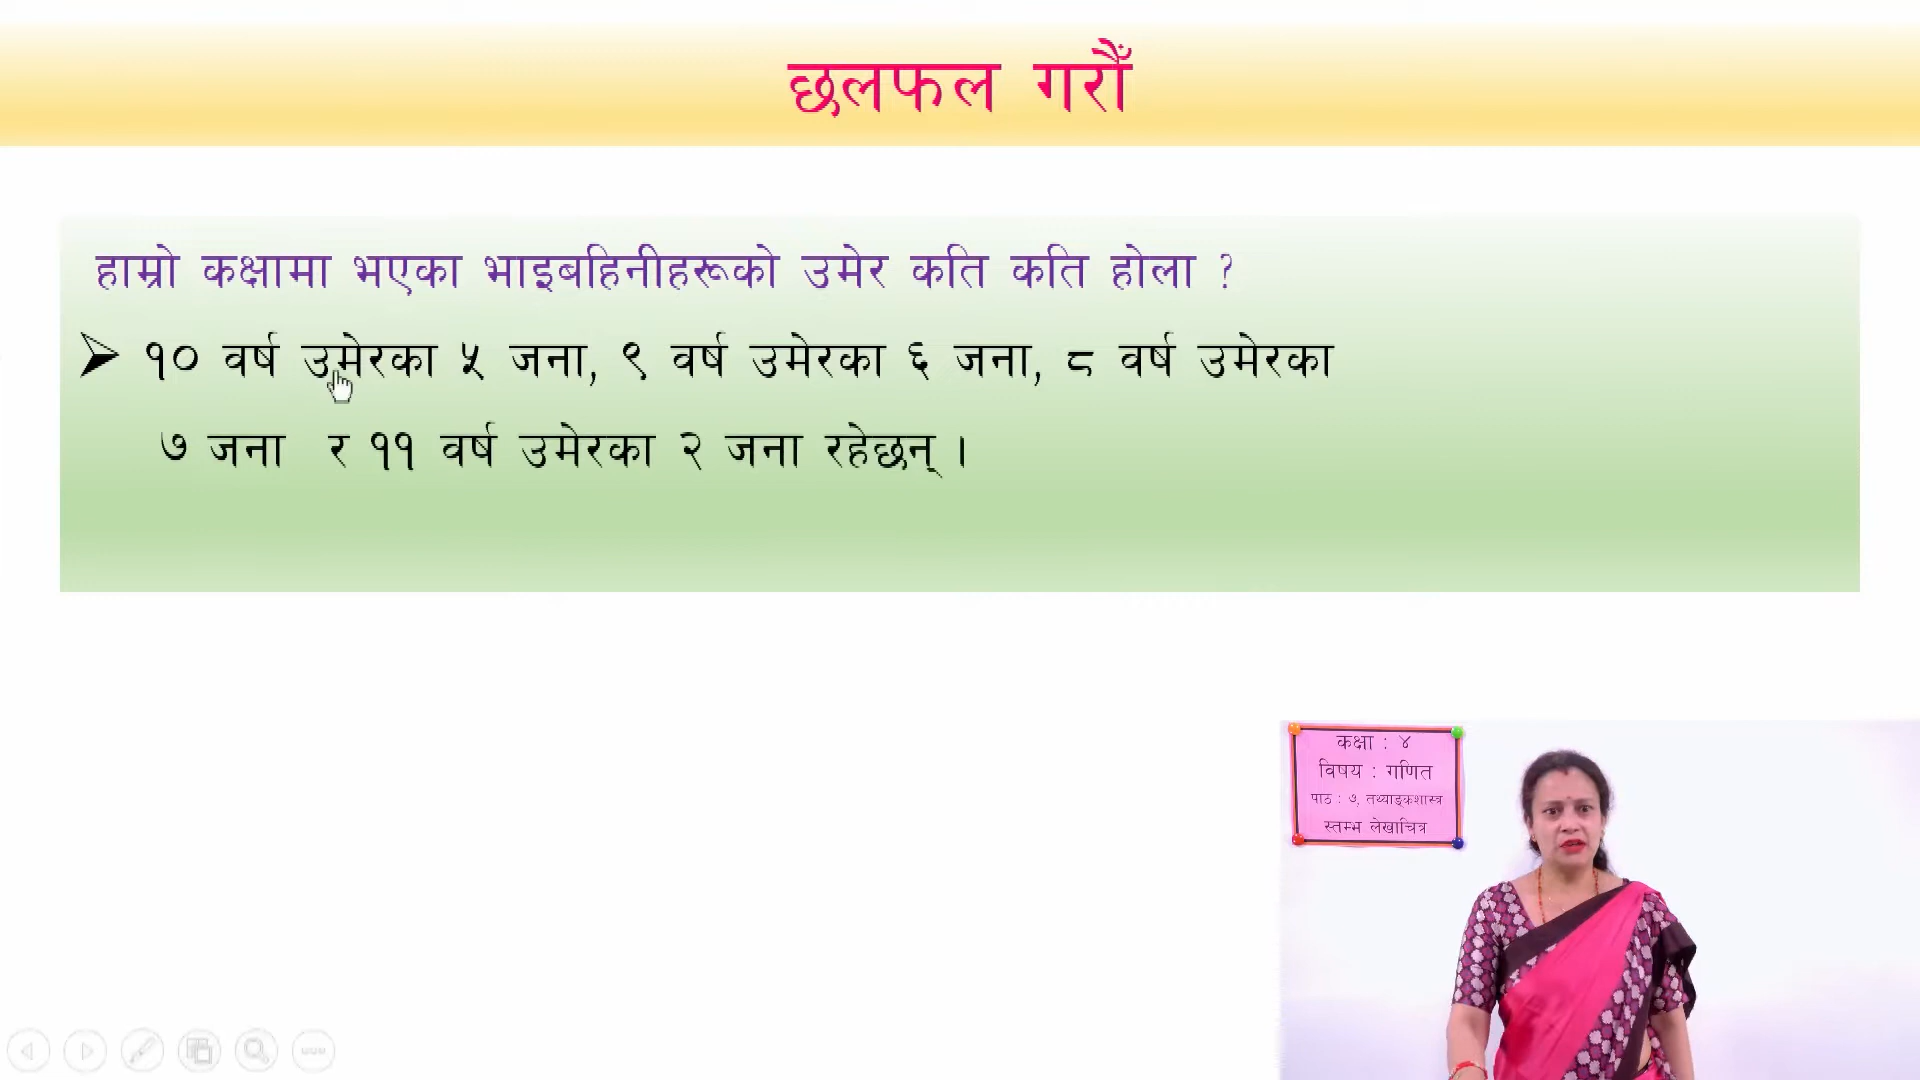 छलफल गरौँ
हाम्रो कक्षामा भएका भाइबहिनीहरूको उमेर कति कति होला ?
➢ १० वर्ष उमेरका ५ जना, ९ वर्ष उमेरका ६ जना, ८ वर्ष उमेरका
७ जना र ११ वर्ष उमेरका २ जना रहेछन् ।
कक्षा : ४
विषय : गणित
पाठ : ७, तथ्याङ्कशास्त्र
स्तम्भ लेखाचित्र